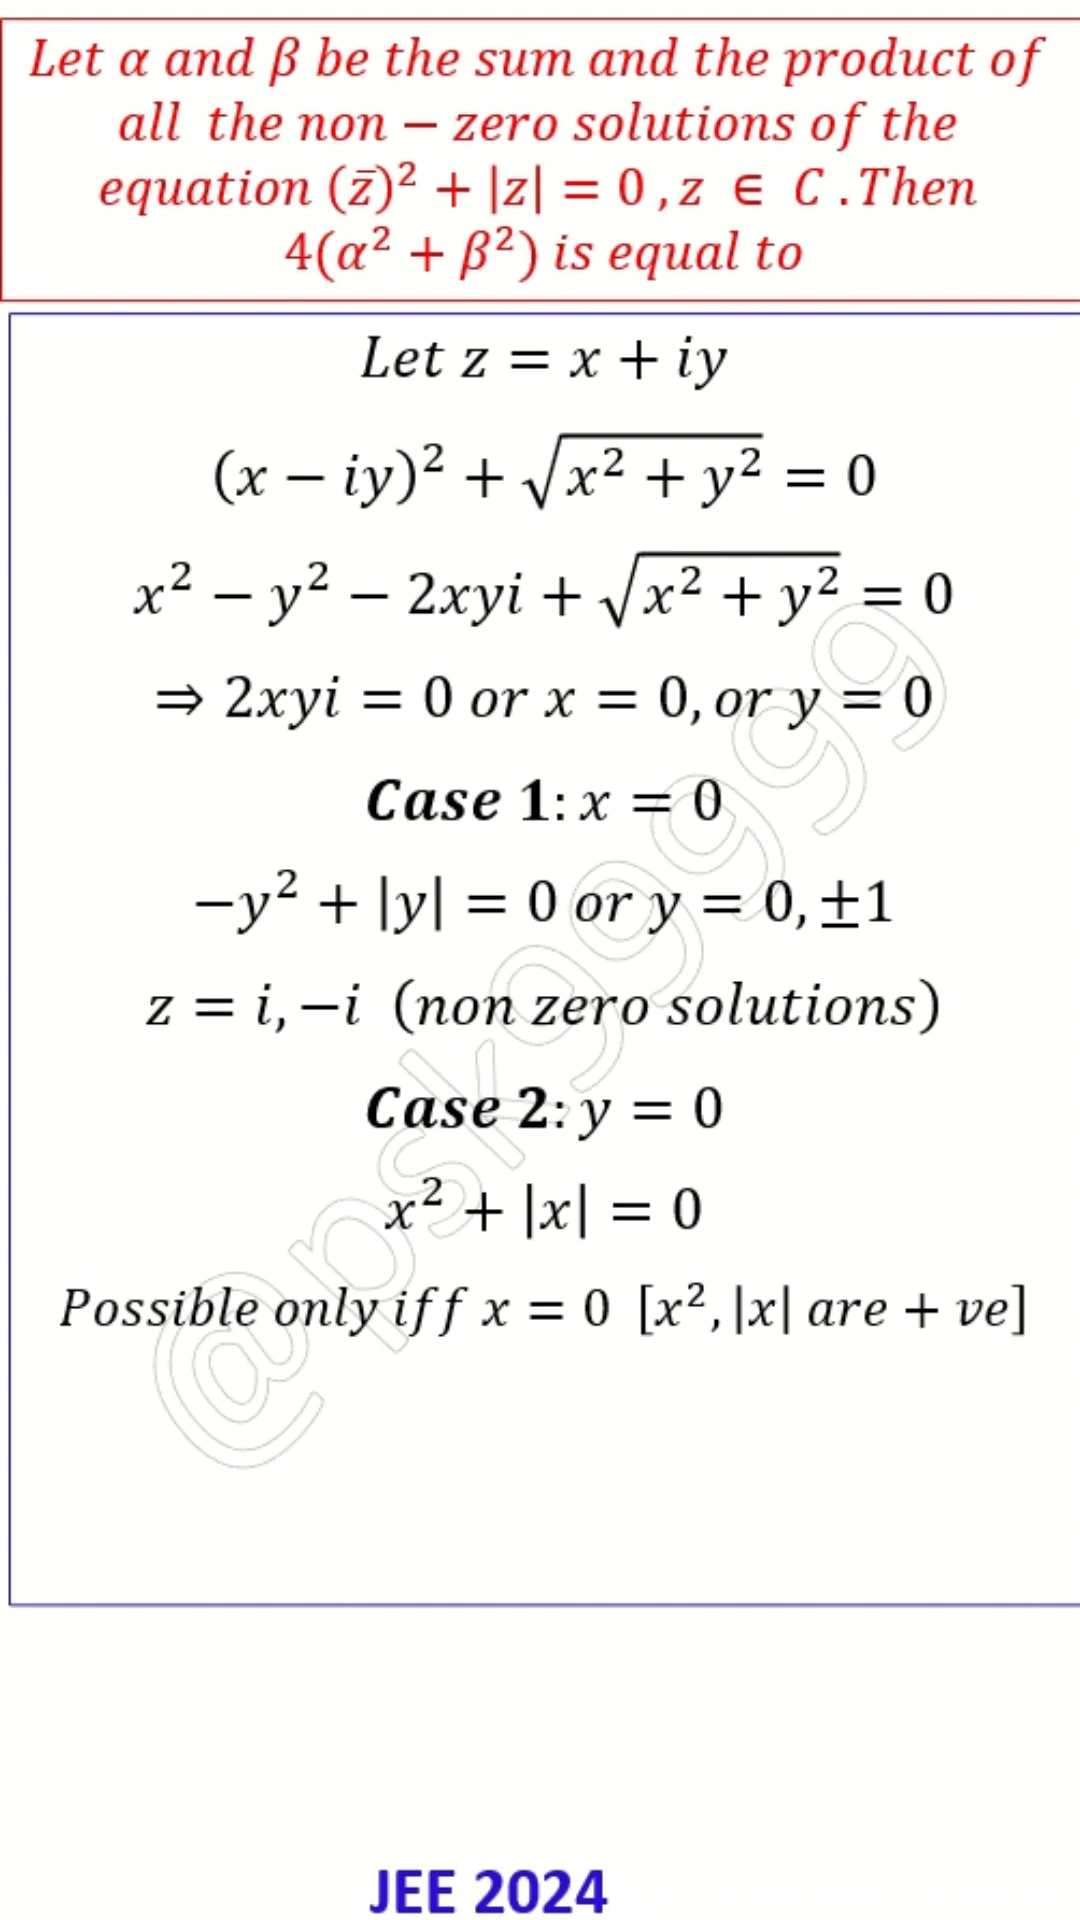 Let α and β be the sum and the product of
all the non − zero solutions of the
equation (z̄)² + |z| = 0 , z ∈ C . Then
4(α² + β²) is equal to
Let z = x + iy
(x − iy)² + √(x² + y²) = 0
x² − y² − 2xyi + √(x² + y²) = 0
⇒ 2xyi = 0 or x = 0, or y = 0
Case 1: x = 0
−y² + |y| = 0 or y = 0, ±1
z = i, −i (non zero solutions)
Case 2: y = 0
x² + |x| = 0
Possible only iff x = 0 [x², |x| are + ve]
@psk9999
JEE 2024